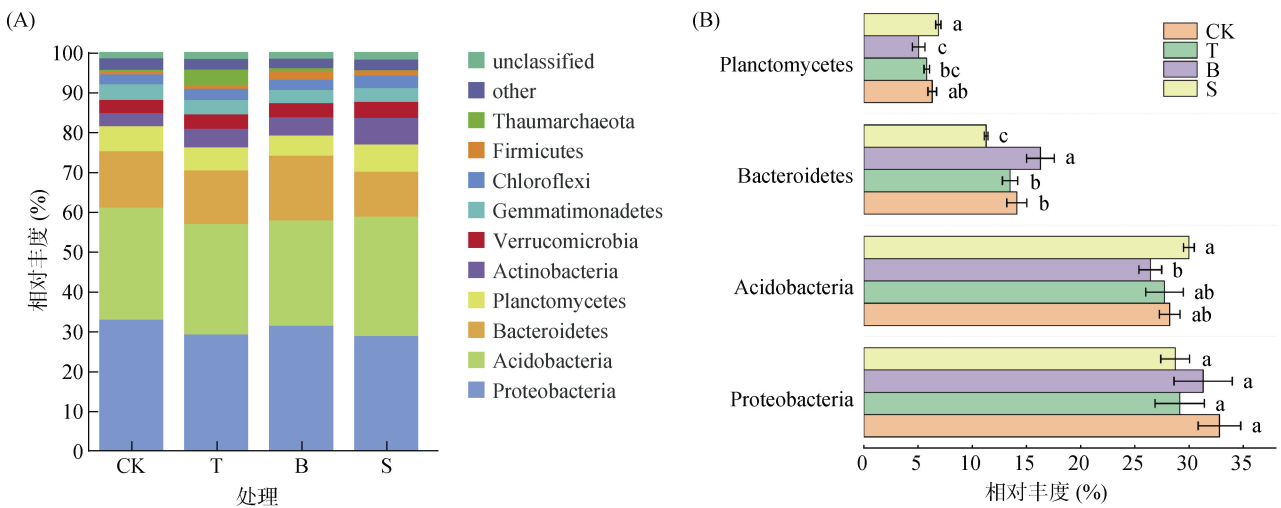 (A)
100
90
80
70
60
50
40
30
20
10
0
相对丰度 (%)
CK T B S
处理
unclassified
other
Thaumarchaeota
Firmicutes
Chloroflexi
Gemmatimonadetes
Verrucomicrobia
Actinobacteria
Planctomycetes
Bacteroidetes
Acidobacteria
Proteobacteria
(B)
CK
T
B
S
Planctomycetes
a
c
bc
ab
Bacteroidetes
c
a
b
b
Acidobacteria
a
b
ab
ab
Proteobacteria
a
a
a
a
0 5 10 15 20 25 30 35
相对丰度 (%)